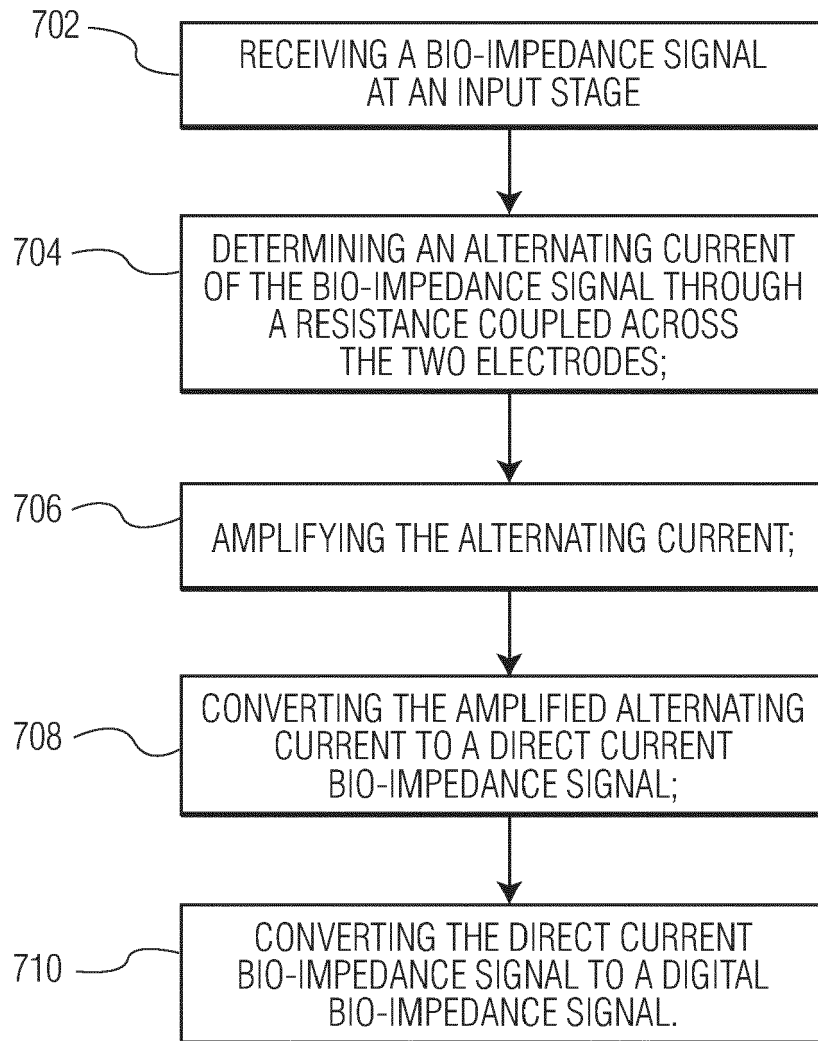 702
RECEIVING A BIO-IMPEDANCE SIGNAL
AT AN INPUT STAGE
704
DETERMINING AN ALTERNATING CURRENT
OF THE BIO-IMPEDANCE SIGNAL THROUGH
A RESISTANCE COUPLED ACROSS
THE TWO ELECTRODES;
706
AMPLIFYING THE ALTERNATING CURRENT;
708
CONVERTING THE AMPLIFIED ALTERNATING
CURRENT TO A DIRECT CURRENT
BIO-IMPEDANCE SIGNAL;
710
CONVERTING THE DIRECT CURRENT
BIO-IMPEDANCE SIGNAL TO A DIGITAL
BIO-IMPEDANCE SIGNAL.